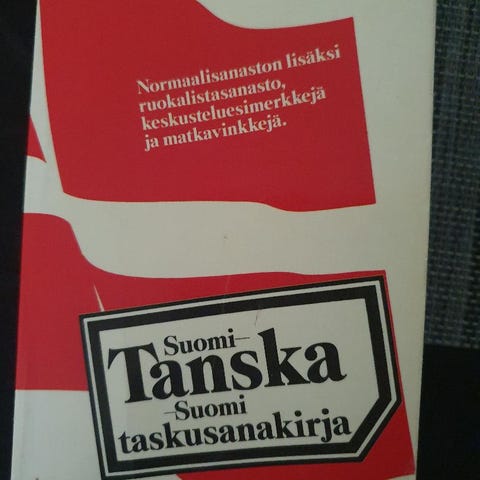 Normaalisanaston lisäksi
ruokalistasanasto,
keskusteluesimerkkejä
ja matkavinkkejä.
Suomi–
Tanska
–Suomi
taskusanakirja